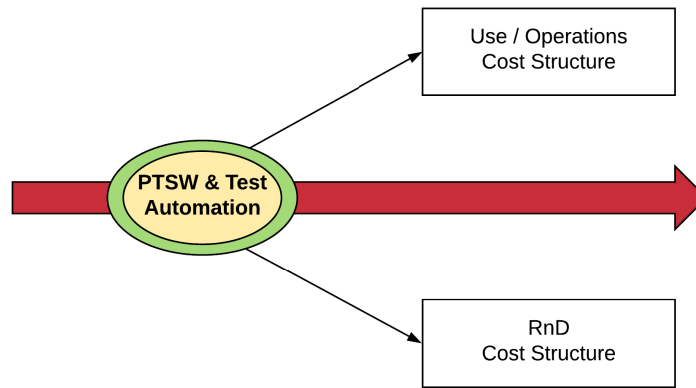 Use / Operations
Cost Structure
PTSW & Test
Automation
RnD
Cost Structure